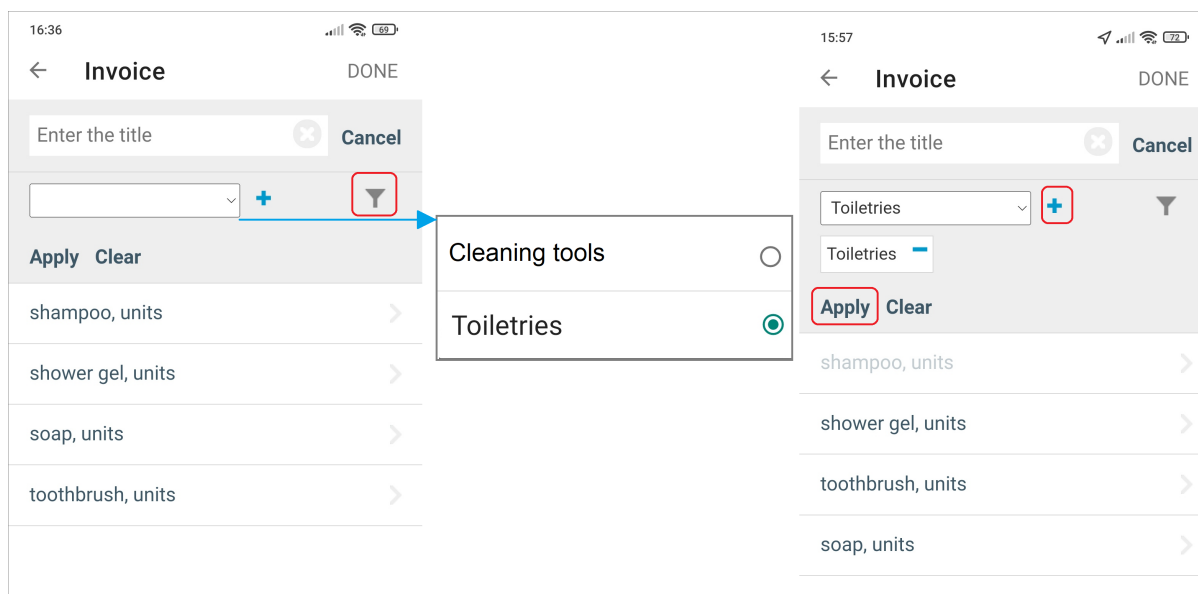 16:36
69
Invoice
DONE
Enter the title
Cancel
Apply Clear
shampoo, units
shower gel, units
soap, units
toothbrush, units
Cleaning tools
Toiletries
15:57
72
Invoice
DONE
Enter the title
Cancel
Toiletries
Toiletries
Apply Clear
shampoo, units
shower gel, units
toothbrush, units
soap, units